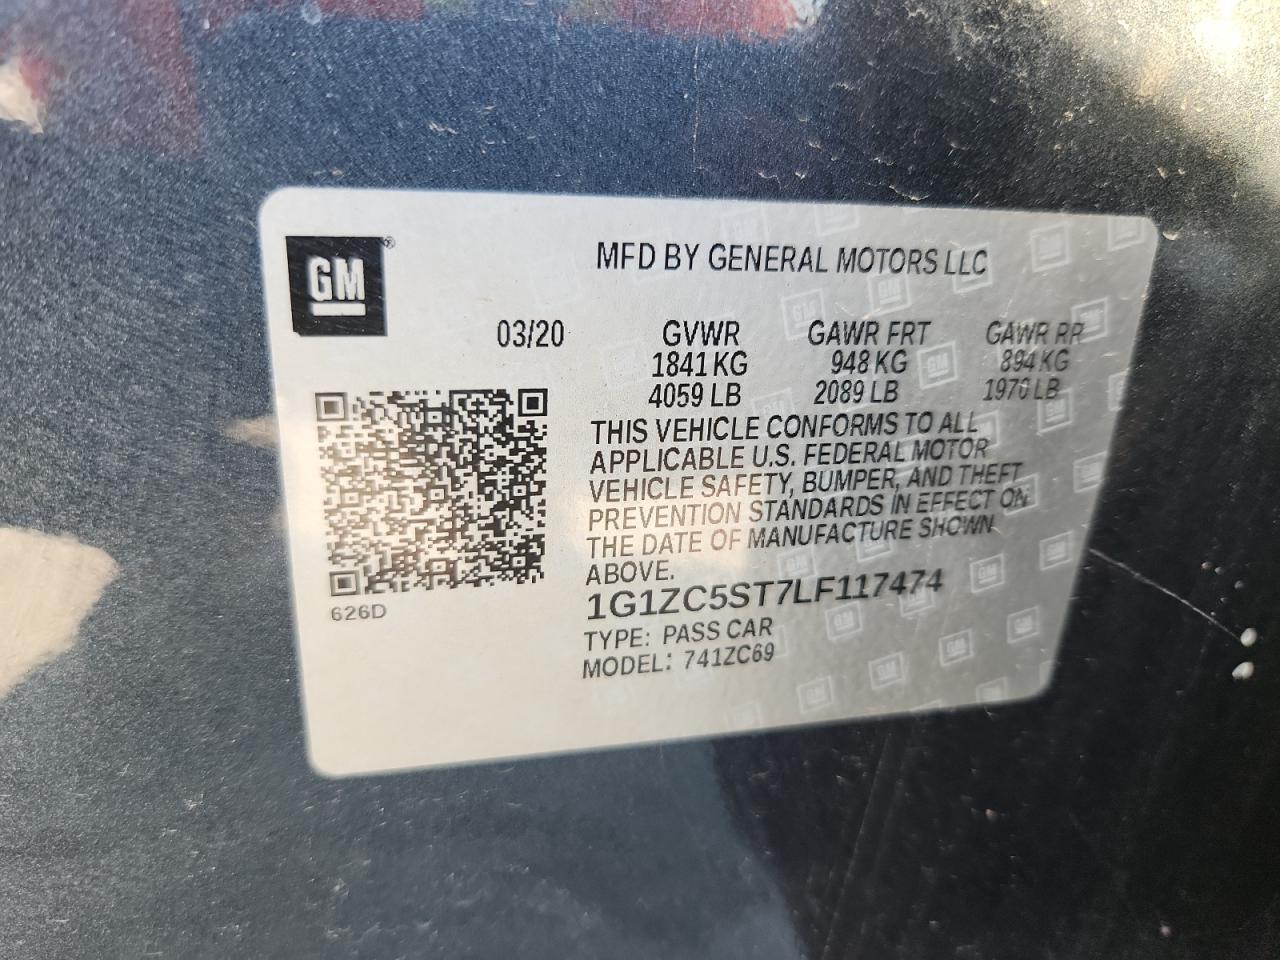 GM®
MFD BY GENERAL MOTORS LLC
03/20 GVWR GAWR FRT GAWR RR
1841 KG 948 KG 894 KG
4059 LB 2089 LB 1970 LB
THIS VEHICLE CONFORMS TO ALL
APPLICABLE U.S. FEDERAL MOTOR
VEHICLE SAFETY, BUMPER, AND THEFT
PREVENTION STANDARDS IN EFFECT ON
THE DATE OF MANUFACTURE SHOWN
ABOVE.
1G1ZC5ST7LF117474
626D
TYPE: PASS CAR
MODEL: 741ZC69